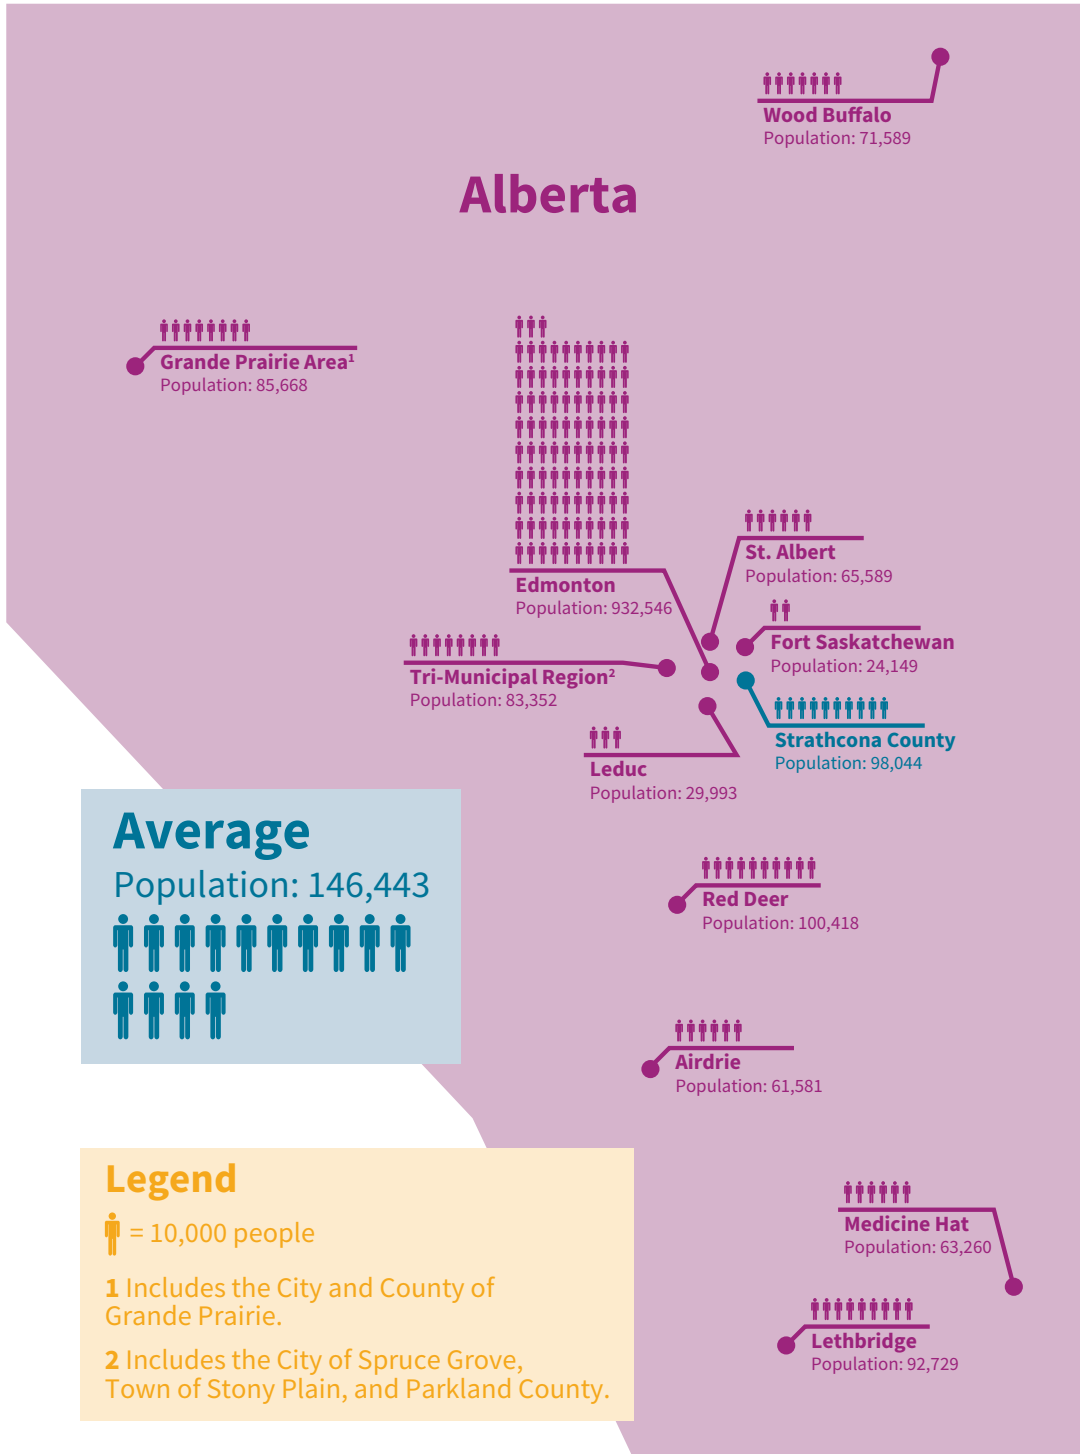 Wood Buffalo
Population: 71,589
Alberta
Grande Prairie Area¹
Population: 85,668
Edmonton
Population: 932,546
St. Albert
Population: 65,589
Fort Saskatchewan
Population: 24,149
Tri-Municipal Region²
Population: 83,352
Strathcona County
Population: 98,044
Leduc
Population: 29,993
Average
Population: 146,443
Red Deer
Population: 100,418
Airdrie
Population: 61,581
Legend
= 10,000 people
1 Includes the City and County of
Grande Prairie.
2 Includes the City of Spruce Grove,
Town of Stony Plain, and Parkland County.
Medicine Hat
Population: 63,260
Lethbridge
Population: 92,729